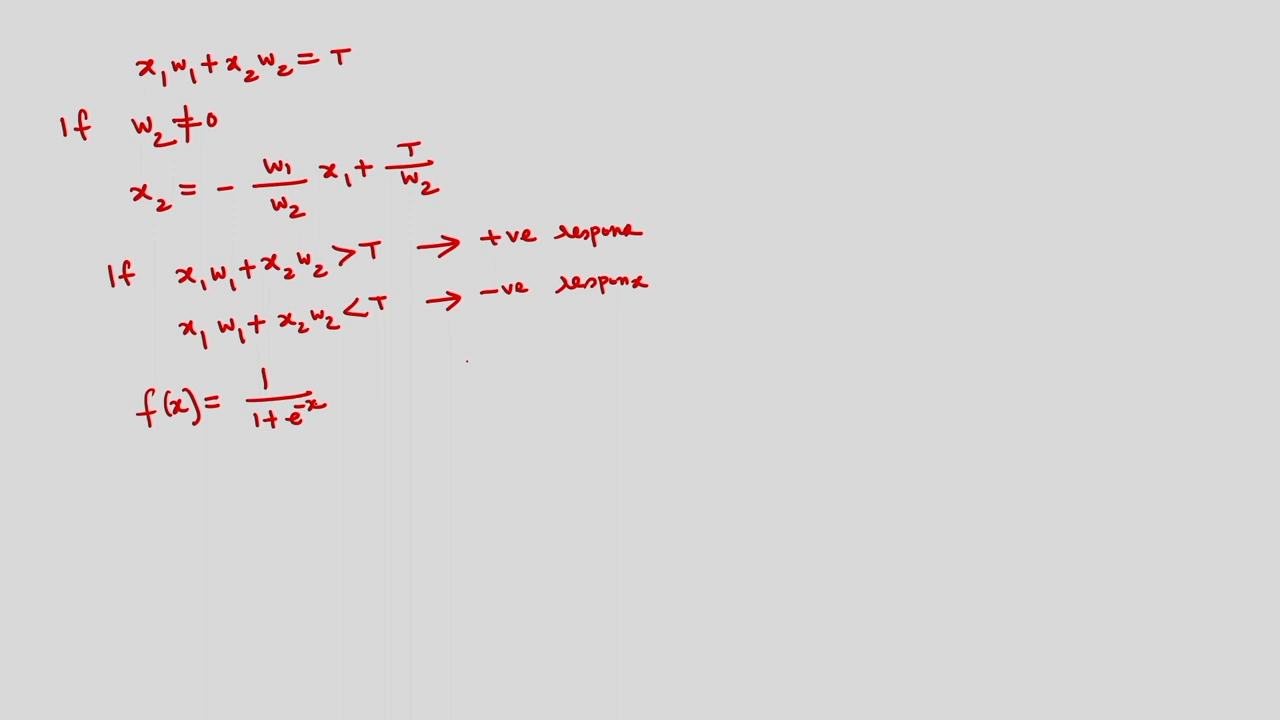 x₁w₁ + x₂w₂ = T
If w₂ ≠ 0
x₂ = - w₁/w₂ x₁ + T/w₂
If x₁w₁ + x₂w₂ > T → +ve response
x₁w₁ + x₂w₂ < T → -ve response
f(x) = 1/(1 + e⁻ˣ)